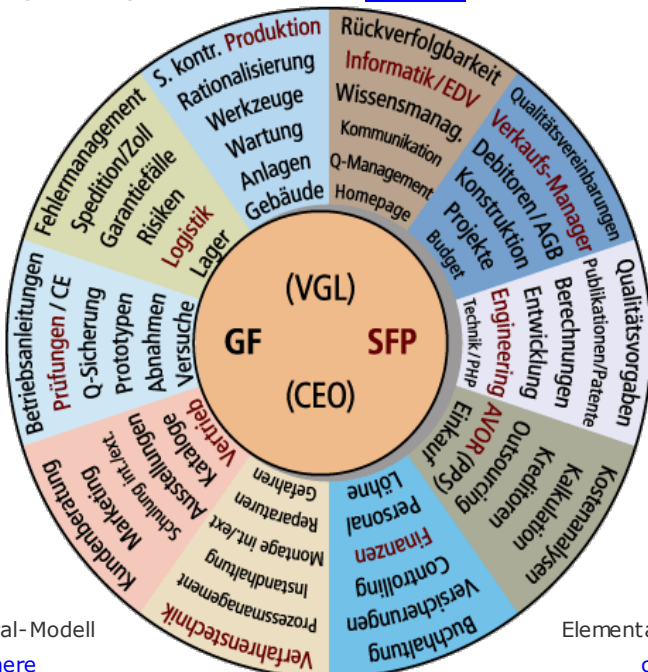 S. kontr. Produktion
Rationalisierung
Werkzeuge
Wartung
Anlagen
Gebäude
Rückverfolgbarkeit
Informatik/EDV
Wissensmanag.
Kommunikation
Q-Management
Homepage
Qualitätsvereinbarungen
Verkaufs-Manager
Debitoren/AGB
Konstruktion
Projekte
Budget
Qualitätsvorgaben
Publikationen/Patente
Berechnungen
Entwicklung
Engineering
Technik/PHP
Kostenanalysen
Kalkulation
Kreditoren
Outsourcing
AVOR (PPS)
Einkauf
Löhne
Personal
Finanzen
Controlling
Versicherungen
Buchhaltung
Gefahren
Reparaturen
Montage int./ext
Instandhaltung
Prozessmanagement
Verfahrenstechnik
Vertrieb
Kataloge
Ausstellungen
Schulung int./ext.
Marketing
Kundenberatung
Betriebsanleitungen
Prüfungen / CE
Q-Sicherung
Prototypen
Abnahmen
Versuche
Fehlermanagement
Spedition/Zoll
Garantiefälle
Risiken
Logistik
Lager
(VGL)
GF SFP
(CEO)
al-Modell
Elementa